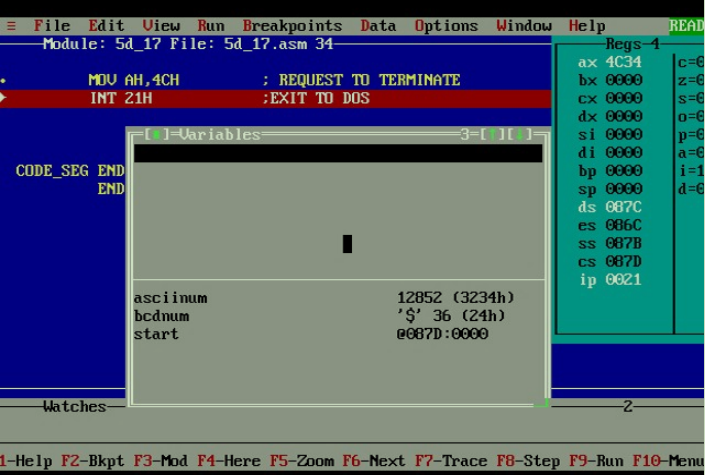 ≡ File Edit View Run Breakpoints Data Options Window Help READ
Module: 5d_17 File: 5d_17.asm 34
MOV AH,4CH ; REQUEST TO TERMINATE
INT 21H ;EXIT TO DOS
CODE_SEG END
END
[■]=Variables 3=[↑][↓]
asciinum 12852 (3234h)
bcdnum '$' 36 (24h)
start @087D:0000
Regs 4
ax 4C34 c=0
bx 0000 z=0
cx 0000 s=0
dx 0000 o=0
si 0000 p=0
di 0000 a=0
bp 0000 i=1
sp 0000 d=0
ds 087C
es 086C
ss 087B
cs 087D
ip 0021
Watches 2
1-Help F2-Bkpt F3-Mod F4-Here F5-Zoom F6-Next F7-Trace F8-Step F9-Run F10-Menu